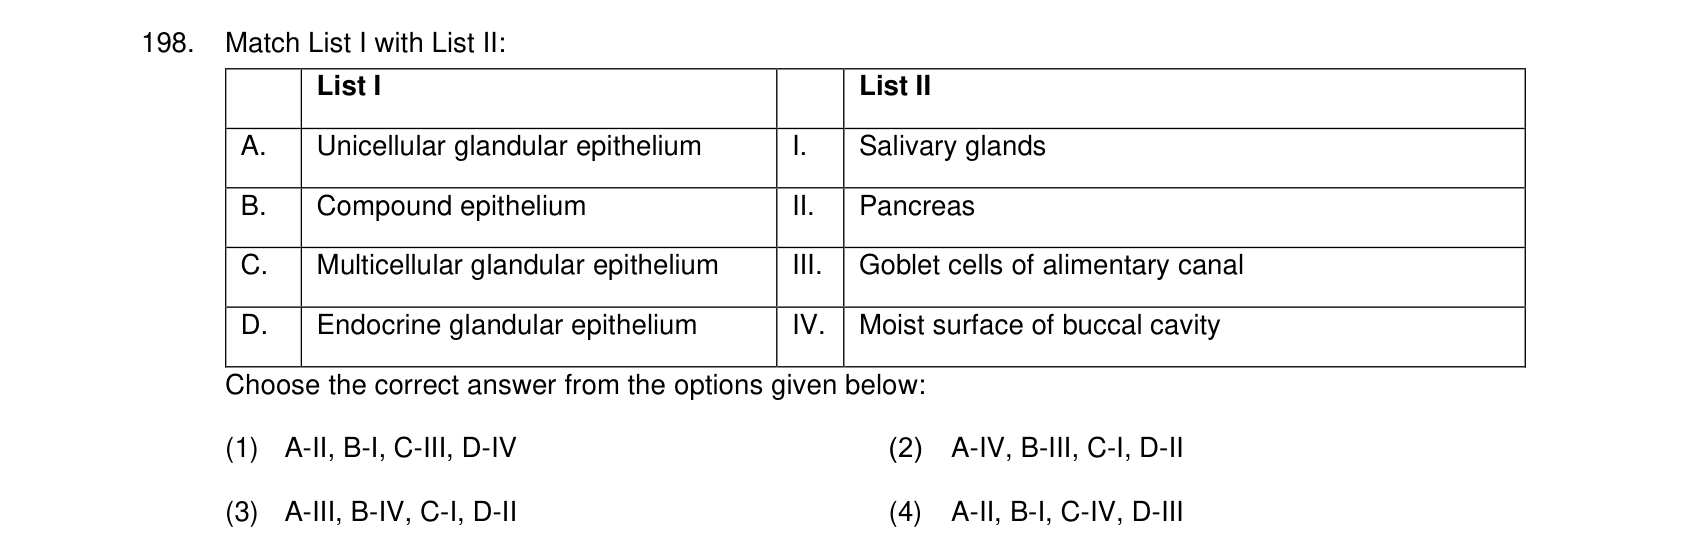 198. Match List I with List II:
List I List II
A. Unicellular glandular epithelium I. Salivary glands
B. Compound epithelium II. Pancreas
C. Multicellular glandular epithelium III. Goblet cells of alimentary canal
D. Endocrine glandular epithelium IV. Moist surface of buccal cavity
Choose the correct answer from the options given below:
(1) A-II, B-I, C-III, D-IV (2) A-IV, B-III, C-I, D-II
(3) A-III, B-IV, C-I, D-II (4) A-II, B-I, C-IV, D-III